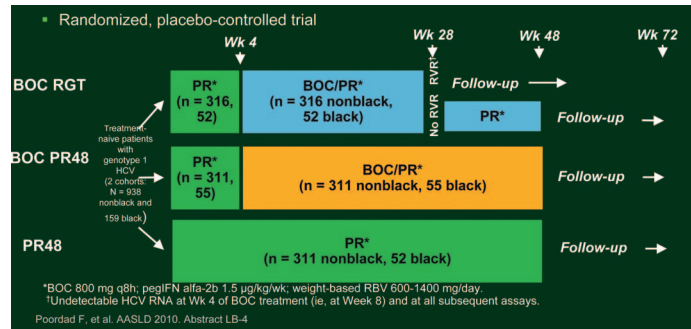 ▪ Randomized, placebo-controlled trial
Wk 4
Wk 28
Wk 48
Wk 72
BOC RGT
PR*
(n = 316,
52)
BOC/PR*
(n = 316 nonblack,
52 black)
No RVR
RVR†
Follow-up
PR*
Follow-up
Treatment-
naive patients
with
genotype 1
HCV
(2 cohorts:
N = 938
nonblack and
159 black)
BOC PR48
PR*
(n = 311,
55)
BOC/PR*
(n = 311 nonblack, 55 black)
Follow-up
PR48
PR*
(n = 311 nonblack, 52 black)
Follow-up
*BOC 800 mg q8h; pegIFN alfa-2b 1.5 µg/kg/wk; weight-based RBV 600-1400 mg/day.
†Undetectable HCV RNA at Wk 4 of BOC treatment (ie, at Week 8) and at all subsequent assays.
Poordad F, et al. AASLD 2010. Abstract LB-4